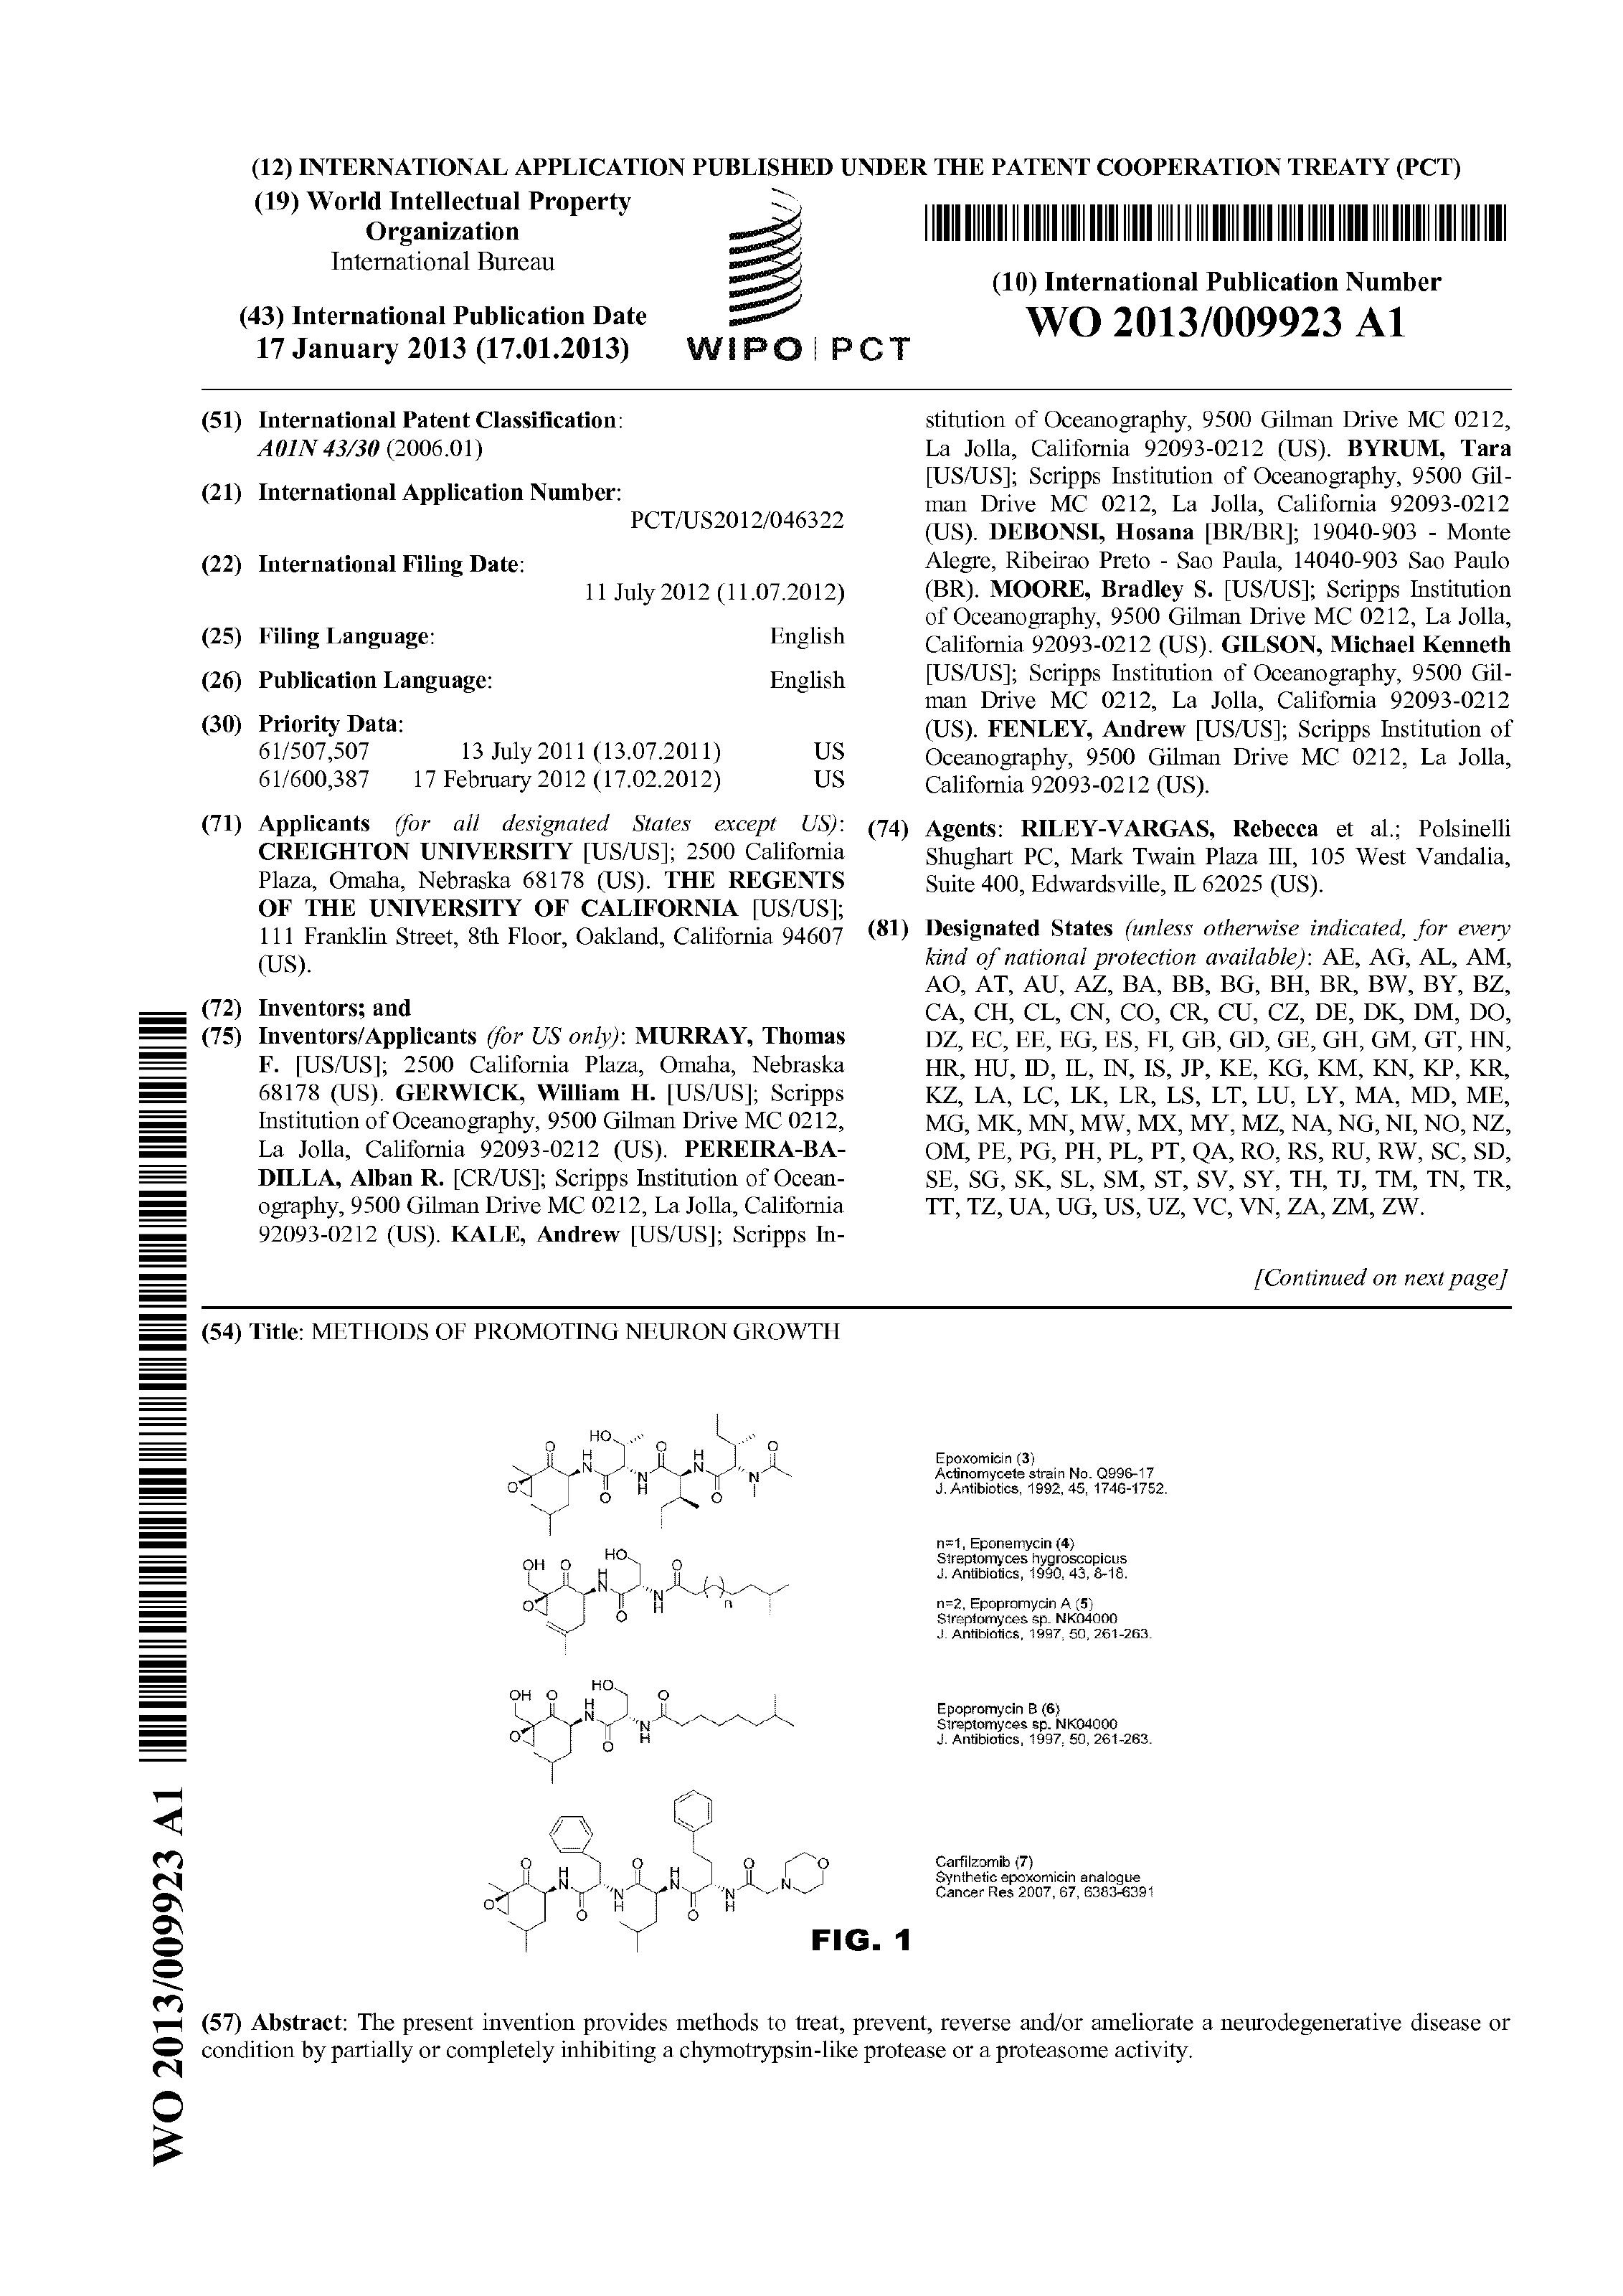 (12) INTERNATIONAL APPLICATION PUBLISHED UNDER THE PATENT COOPERATION TREATY (PCT)
(19) World Intellectual Property
Organization
International Bureau
(43) International Publication Date
17 January 2013 (17.01.2013)
WIPO | PCT
(10) International Publication Number
WO 2013/009923 A1
(51) International Patent Classification:
A01N 43/30 (2006.01)
(21) International Application Number:
PCT/US2012/046322
(22) International Filing Date:
11 July 2012 (11.07.2012)
(25) Filing Language: English
(26) Publication Language: English
(30) Priority Data:
61/507,507 13 July 2011 (13.07.2011) US
61/600,387 17 February 2012 (17.02.2012) US
(71) Applicants (for all designated States except US):
CREIGHTON UNIVERSITY [US/US]; 2500 California
Plaza, Omaha, Nebraska 68178 (US). THE REGENTS
OF THE UNIVERSITY OF CALIFORNIA [US/US];
111 Franklin Street, 8th Floor, Oakland, California 94607
(US).
(72) Inventors; and
(75) Inventors/Applicants (for US only): MURRAY, Thomas
F. [US/US]; 2500 California Plaza, Omaha, Nebraska
68178 (US). GERWICK, William H. [US/US]; Scripps
Institution of Oceanography, 9500 Gilman Drive MC 0212,
La Jolla, California 92093-0212 (US). PEREIRA-BA-
DILLA, Alban R. [CR/US]; Scripps Institution of Ocean-
ography, 9500 Gilman Drive MC 0212, La Jolla, California
92093-0212 (US). KALE, Andrew [US/US]; Scripps In-
stitution of Oceanography, 9500 Gilman Drive MC 0212,
La Jolla, California 92093-0212 (US). BYRUM, Tara
[US/US]; Scripps Institution of Oceanography, 9500 Gil-
man Drive MC 0212, La Jolla, California 92093-0212
(US). DEBONSI, Hosana [BR/BR]; 19040-903 - Monte
Alegre, Ribeirao Preto - Sao Paula, 14040-903 Sao Paulo
(BR). MOORE, Bradley S. [US/US]; Scripps Institution
of Oceanography, 9500 Gilman Drive MC 0212, La Jolla,
California 92093-0212 (US). GILSON, Michael Kenneth
[US/US]; Scripps Institution of Oceanography, 9500 Gil-
man Drive MC 0212, La Jolla, California 92093-0212
(US). FENLEY, Andrew [US/US]; Scripps Institution of
Oceanography, 9500 Gilman Drive MC 0212, La Jolla,
California 92093-0212 (US).
(74) Agents: RILEY-VARGAS, Rebecca et al.; Polsinelli
Shughart PC, Mark Twain Plaza III, 105 West Vandalia,
Suite 400, Edwardsville, IL 62025 (US).
(81) Designated States (unless otherwise indicated, for every
kind of national protection available): AE, AG, AL, AM,
AO, AT, AU, AZ, BA, BB, BG, BH, BR, BW, BY, BZ,
CA, CH, CL, CN, CO, CR, CU, CZ, DE, DK, DM, DO,
DZ, EC, EE, EG, ES, FI, GB, GD, GE, GH, GM, GT, HN,
HR, HU, ID, IL, IN, IS, JP, KE, KG, KM, KN, KP, KR,
KZ, LA, LC, LK, LR, LS, LT, LU, LY, MA, MD, ME,
MG, MK, MN, MW, MX, MY, MZ, NA, NG, NI, NO, NZ,
OM, PE, PG, PH, PL, PT, QA, RO, RS, RU, RW, SC, SD,
SE, SG, SK, SL, SM, ST, SV, SY, TH, TJ, TM, TN, TR,
TT, TZ, UA, UG, US, UZ, VC, VN, ZA, ZM, ZW.
[Continued on next page]
(54) Title: METHODS OF PROMOTING NEURON GROWTH
Epoxomicin (3)
Actinomycete strain No. Q996-17
J. Antibiotics, 1992, 45, 1746-1752.
n=1, Eponemycin (4)
Streptomyces hygroscopicus
J. Antibiotics, 1990, 43, 8-18.
n=2, Epopromycin A (5)
Streptomyces sp. NK04000
J. Antibiotics, 1997, 50, 261-263.
Epopromycin B (6)
Streptomyces sp. NK04000
J. Antibiotics, 1997, 50, 261-263.
Carfilzomib (7)
Synthetic epoxomicin analogue
Cancer Res 2007, 67, 6383-6391
FIG. 1
(57) Abstract: The present invention provides methods to treat, prevent, reverse and/or ameliorate a neurodegenerative disease or
condition by partially or completely inhibiting a chymotrypsin-like protease or a proteasome activity.
WO 2013/009923 A1